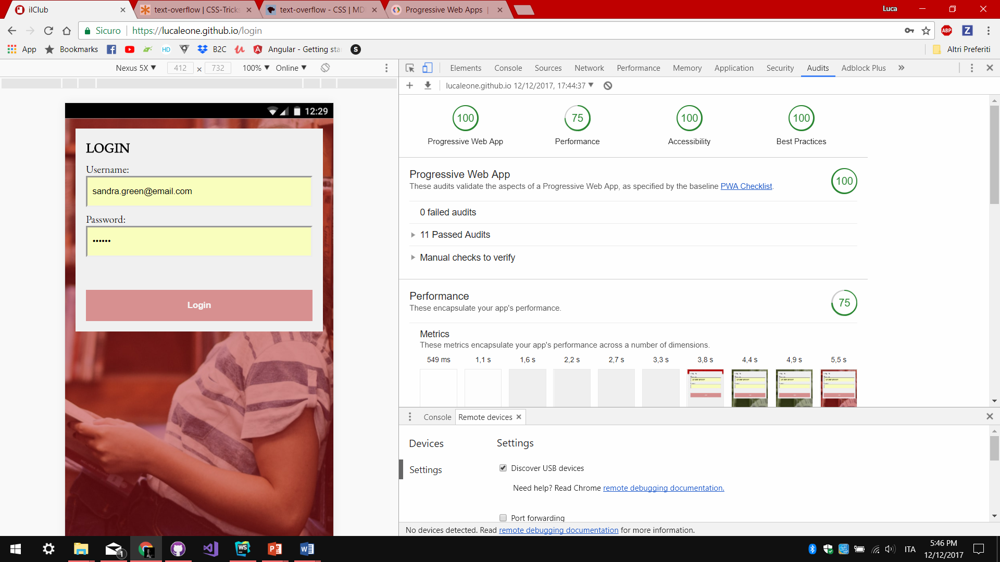 ilClub
text-overflow | CSS-Tricks
text-overflow - CSS | MD
Progressive Web Apps |
Luca
Sicuro
https://lucaleone.github.io/login
ABP
Z
App
Bookmarks
HD
B2C
Angular - Getting sta
S
Altri Preferiti
Nexus 5X ▼
412 × 732
100% ▼
Online ▼
Elements
Console
Sources
Network
Performance
Memory
Application
Security
Audits
Adblock Plus
»
lucaleone.github.io 12/12/2017, 17:44:37 ▼
12:29
LOGIN
Username:
sandra.green@email.com
Password:
••••••
Login
100
75
100
100
Progressive Web App
Performance
Accessibility
Best Practices
Progressive Web App
These audits validate the aspects of a Progressive Web App, as specified by the baseline PWA Checklist.
100
0 failed audits
11 Passed Audits
Manual checks to verify
Performance
These encapsulate your app's performance.
75
Metrics
These metrics encapsulate your app's performance across a number of dimensions.
549 ms 1,1 s 1,6 s 2,2 s 2,7 s 3,3 s 3,8 s 4,4 s 4,9 s 5,5 s
Console
Remote devices
Devices
Settings
Settings
Discover USB devices
Need help? Read Chrome remote debugging documentation.
Port forwarding
No devices detected. Read remote debugging documentation for more information.
1
WS
ITA
5:46 PM
12/12/2017